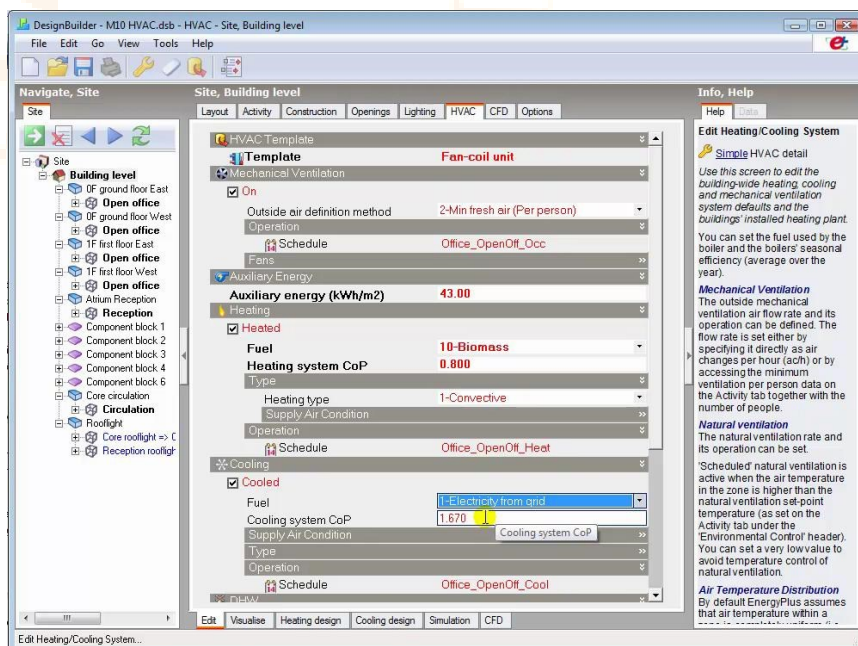 DesignBuilder - M10 HVAC.dsb - HVAC - Site, Building level
File Edit Go View Tools Help
Navigate, Site
Site
Site
Building level
0F ground floor East
Open office
0F ground floor West
Open office
1F first floor East
Open office
1F first floor West
Open office
Atrium Reception
Reception
Component block 1
Component block 2
Component block 3
Component block 4
Component block 6
Core circulation
Circulation
Rooflight
Core rooflight => C
Reception rooflight
Site, Building level
Layout Activity Construction Openings Lighting HVAC CFD Options
HVAC Template
Template Fan-coil unit
Mechanical Ventilation
On
Outside air definition method 2-Min fresh air (Per person)
Operation
Schedule Office_OpenOff_Occ
Fans
Auxiliary Energy
Auxiliary energy (kWh/m2) 43.00
Heating
Heated
Fuel 10-Biomass
Heating system CoP 0.800
Type
Heating type 1-Convective
Supply Air Condition
Operation
Schedule Office_OpenOff_Heat
Cooling
Cooled
Fuel 1-Electricity from grid
Cooling system CoP 1.670
Cooling system CoP
Supply Air Condition
Type
Operation
Schedule Office_OpenOff_Cool
DHW
Edit Visualise Heating design Cooling design Simulation CFD
Info, Help
Help Data
Edit Heating/Cooling System
Simple HVAC detail
Use this screen to edit the
building-wide heating, cooling
and mechanical ventilation
system defaults and the
buildings' installed heating plant.
You can set the fuel used by the
boiler and the boilers' seasonal
efficiency (average over the
year).
Mechanical Ventilation
The outside mechanical
ventilation air flow rate and its
operation can be defined. The
flow rate is set either by
specifying it directly as air
changes per hour (ac/h) or by
accessing the minimum
ventilation per person data on
the Activity tab together with the
number of people.
Natural ventilation
The natural ventilation rate and
its operation can be set.
'Scheduled' natural ventilation is
active when the air temperature
in the zone is higher than the
natural ventilation set-point
temperature (as set on the
Activity tab under the
'Environmental Control' header).
You can set a very low value to
avoid temperature control of
natural ventilation.
Air Temperature Distribution
By default EnergyPlus assumes
that air temperature within a
Edit Heating/Cooling System...